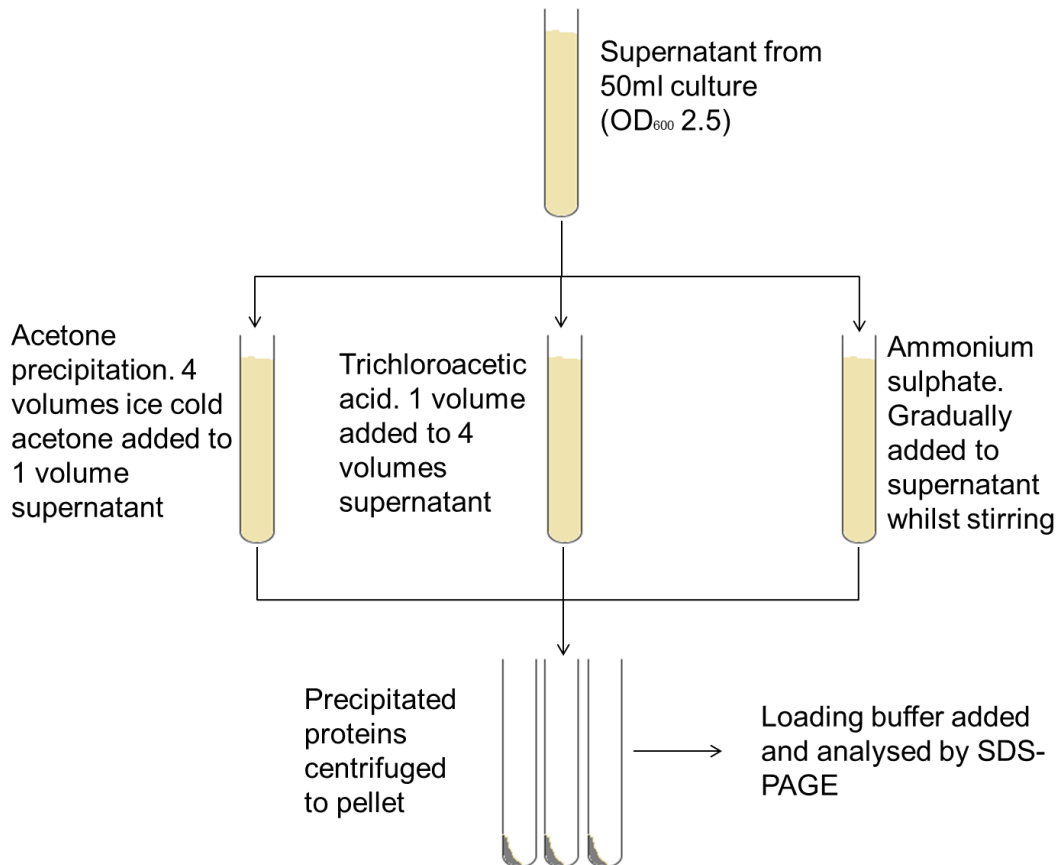 Supernatant from
50ml culture
(OD₆₀₀ 2.5)
Acetone
precipitation. 4
volumes ice cold
acetone added to
1 volume
supernatant
Trichloroacetic
acid. 1 volume
added to 4
volumes
supernatant
Ammonium
sulphate.
Gradually
added to
supernatant
whilst stirring
Precipitated
proteins
centrifuged
to pellet
Loading buffer added
and analysed by SDS-
PAGE